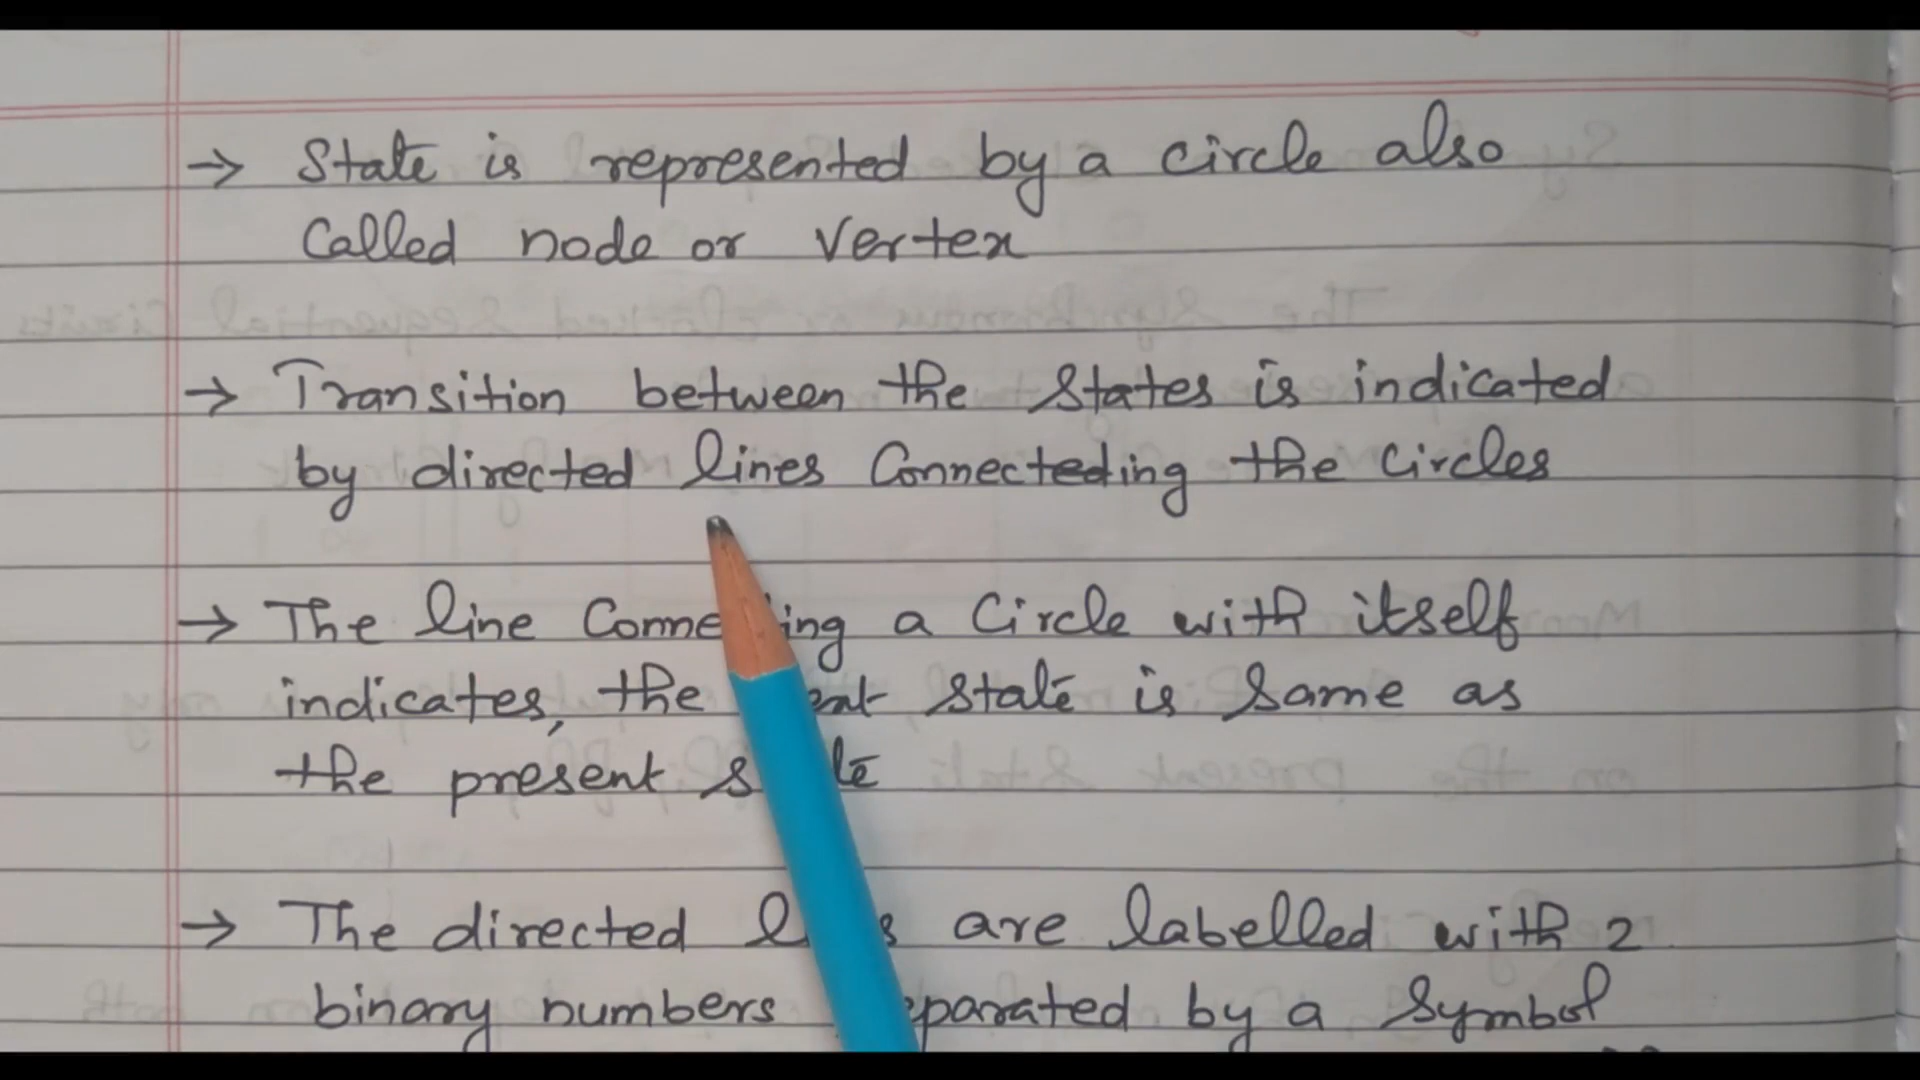 → State is represented by a circle also
Called node or vertex
→ Transition between the states is indicated
by directed lines Connecteding the Circles
→ The line ing a Circle with itself
indicates, the state is Same as
the present
→ The directed are labelled with 2
binary numbers by a Symbol